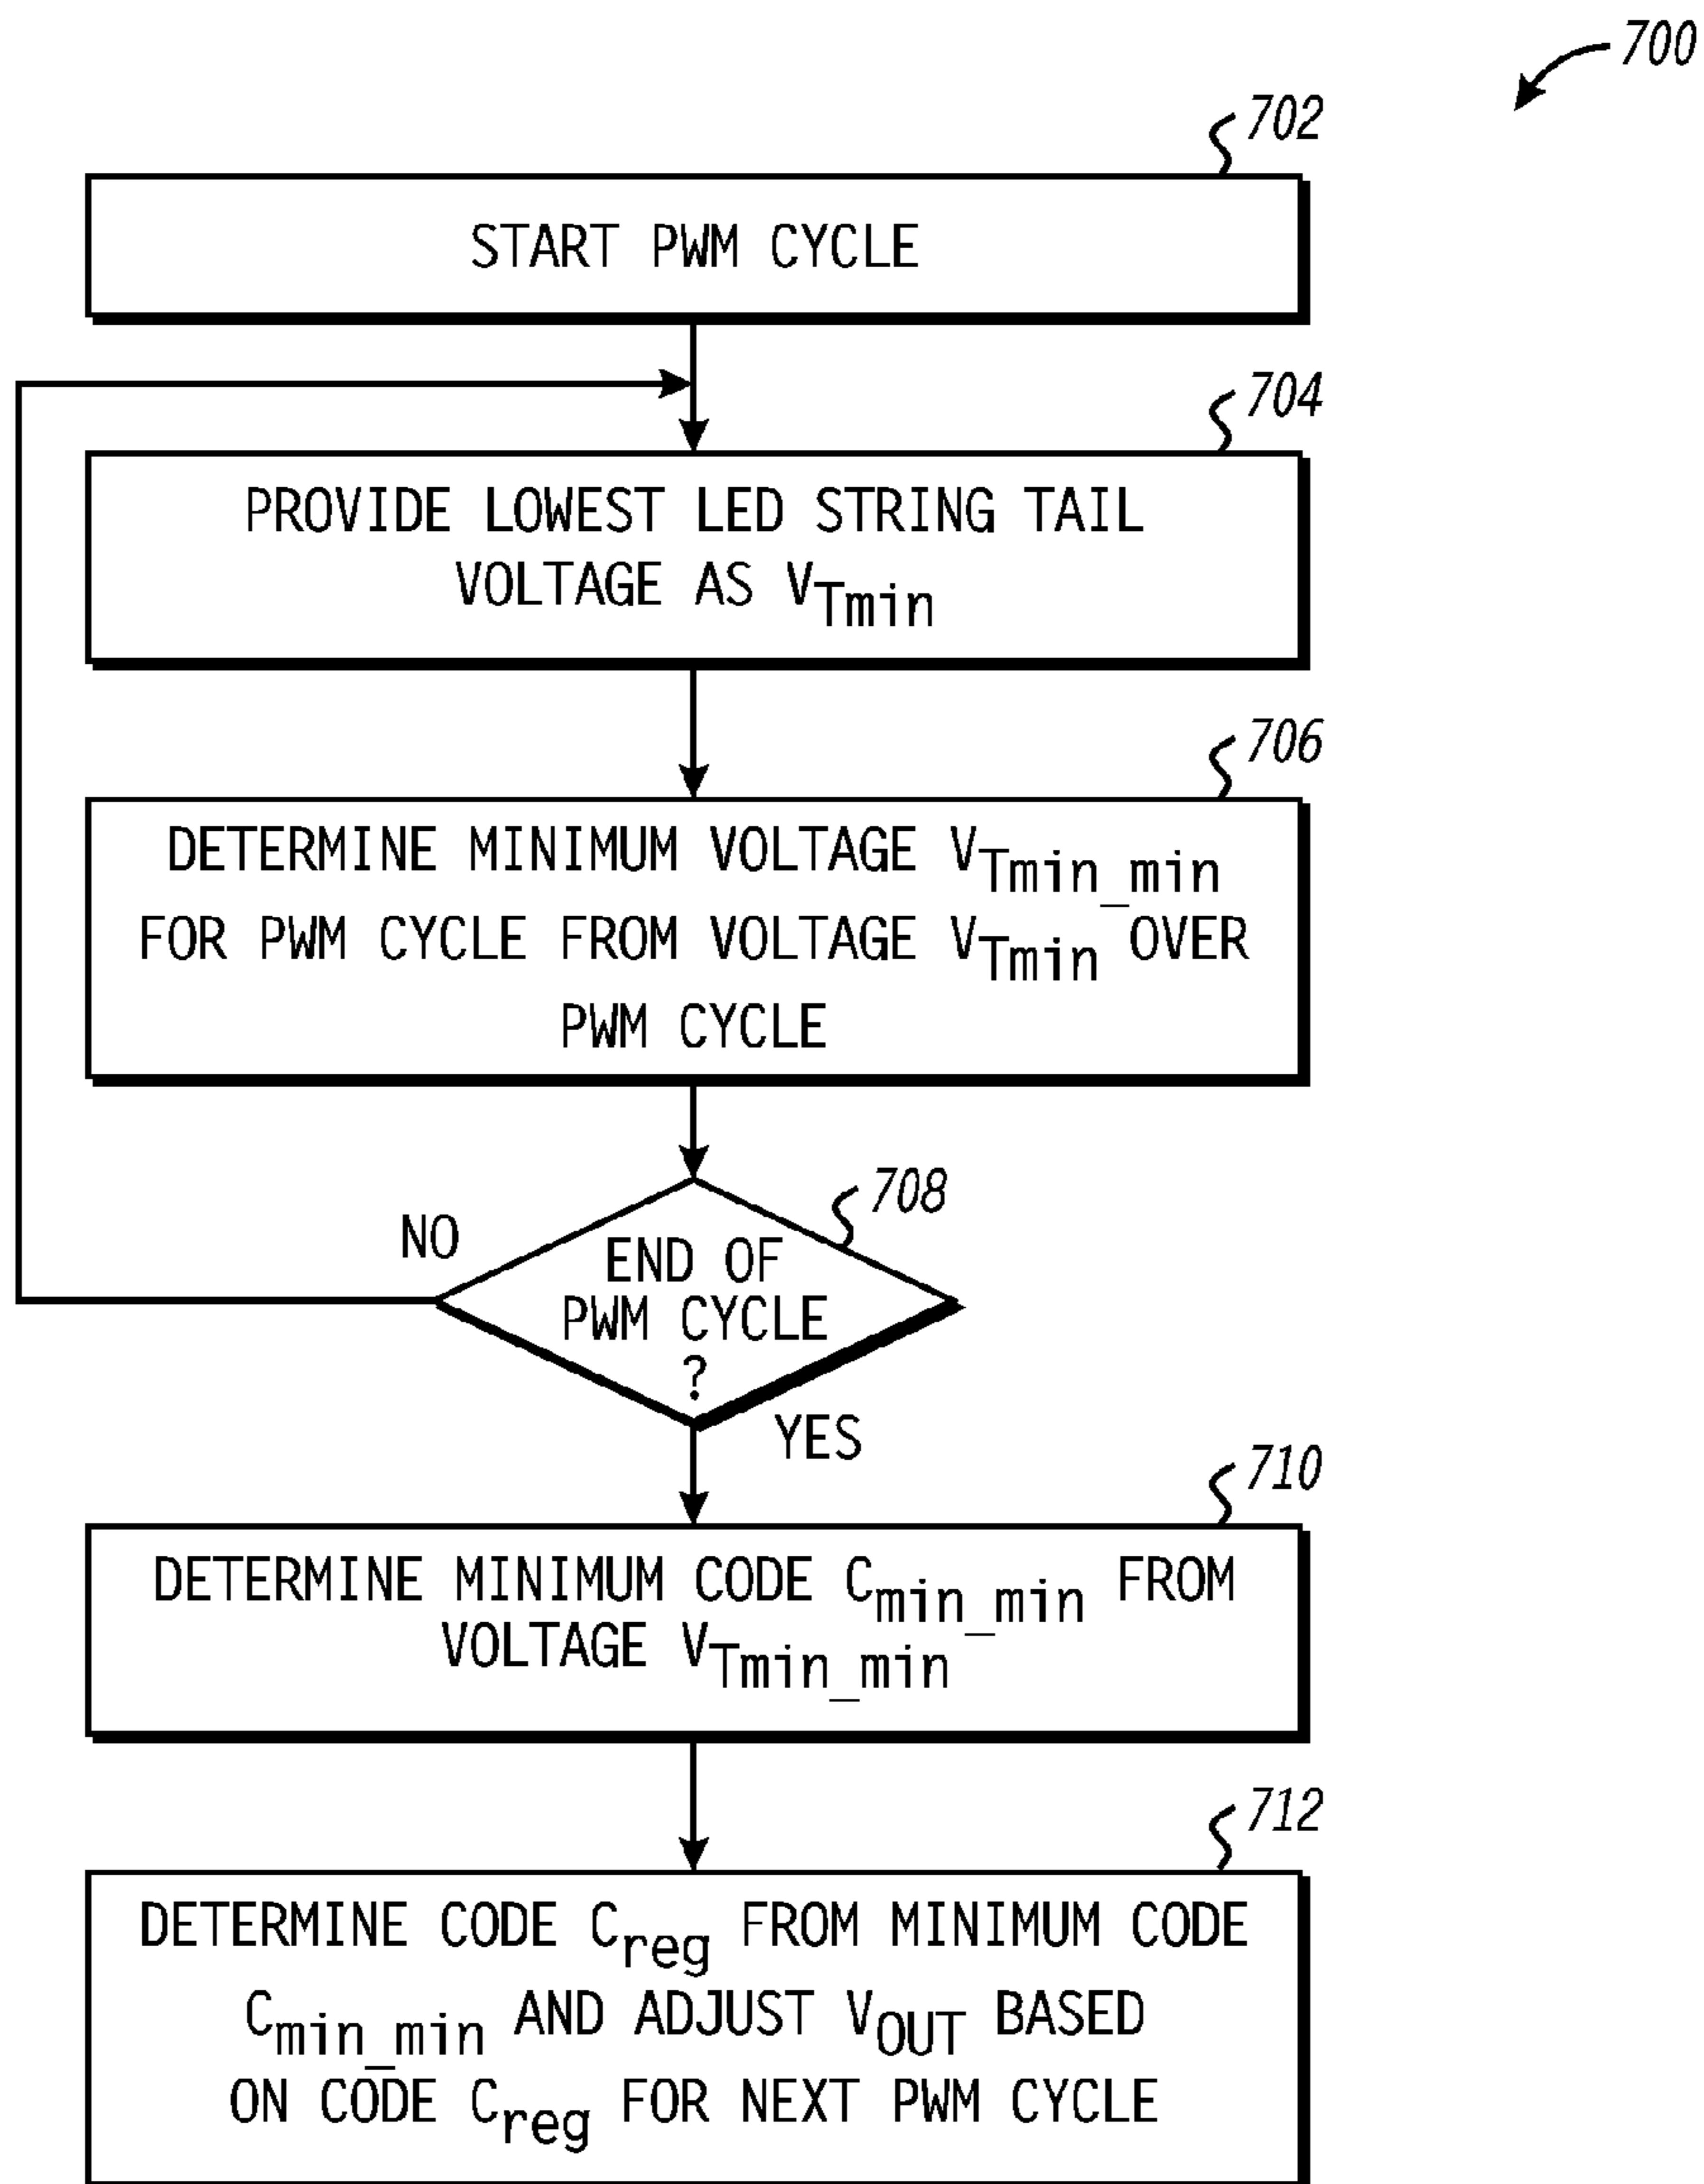 700
702
START PWM CYCLE
704
PROVIDE LOWEST LED STRING TAIL
VOLTAGE AS VTmin
706
DETERMINE MINIMUM VOLTAGE VTmin_min
FOR PWM CYCLE FROM VOLTAGE VTmin OVER
PWM CYCLE
708
NO
END OF
PWM CYCLE
?
YES
710
DETERMINE MINIMUM CODE Cmin_min FROM
VOLTAGE VTmin_min
712
DETERMINE CODE Creg FROM MINIMUM CODE
Cmin_min AND ADJUST VOUT BASED
ON CODE Creg FOR NEXT PWM CYCLE